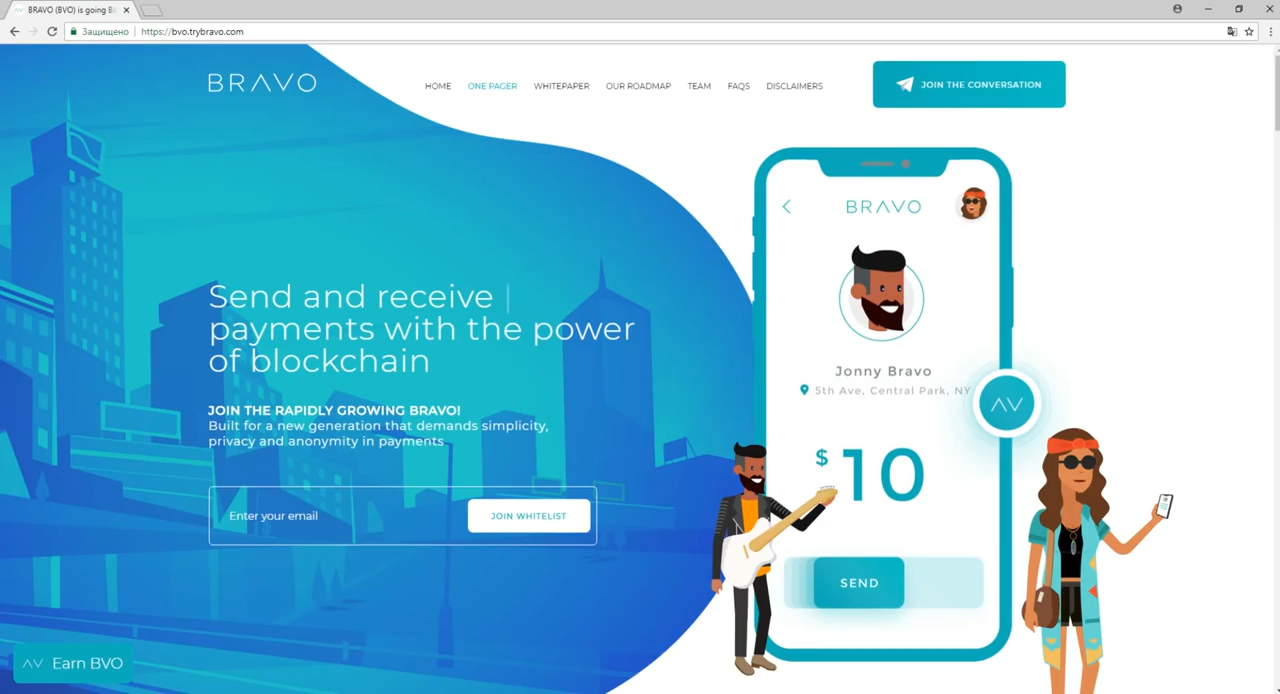 BRAVO (BVO) is going
Защищено
https://bvo.trybravo.com
BRAVO
HOME
ONE PAGER
WHITEPAPER
OUR ROADMAP
TEAM
FAQS
DISCLAIMERS
JOIN THE CONVERSATION
Send and receive |
payments with the power
of blockchain
JOIN THE RAPIDLY GROWING BRAVO!
Built for a new generation that demands simplicity,
privacy and anonymity in payments
Enter your email
JOIN WHITELIST
Earn BVO
BRAVO
Jonny Bravo
5th Ave, Central Park, NY
$ 10
SEND